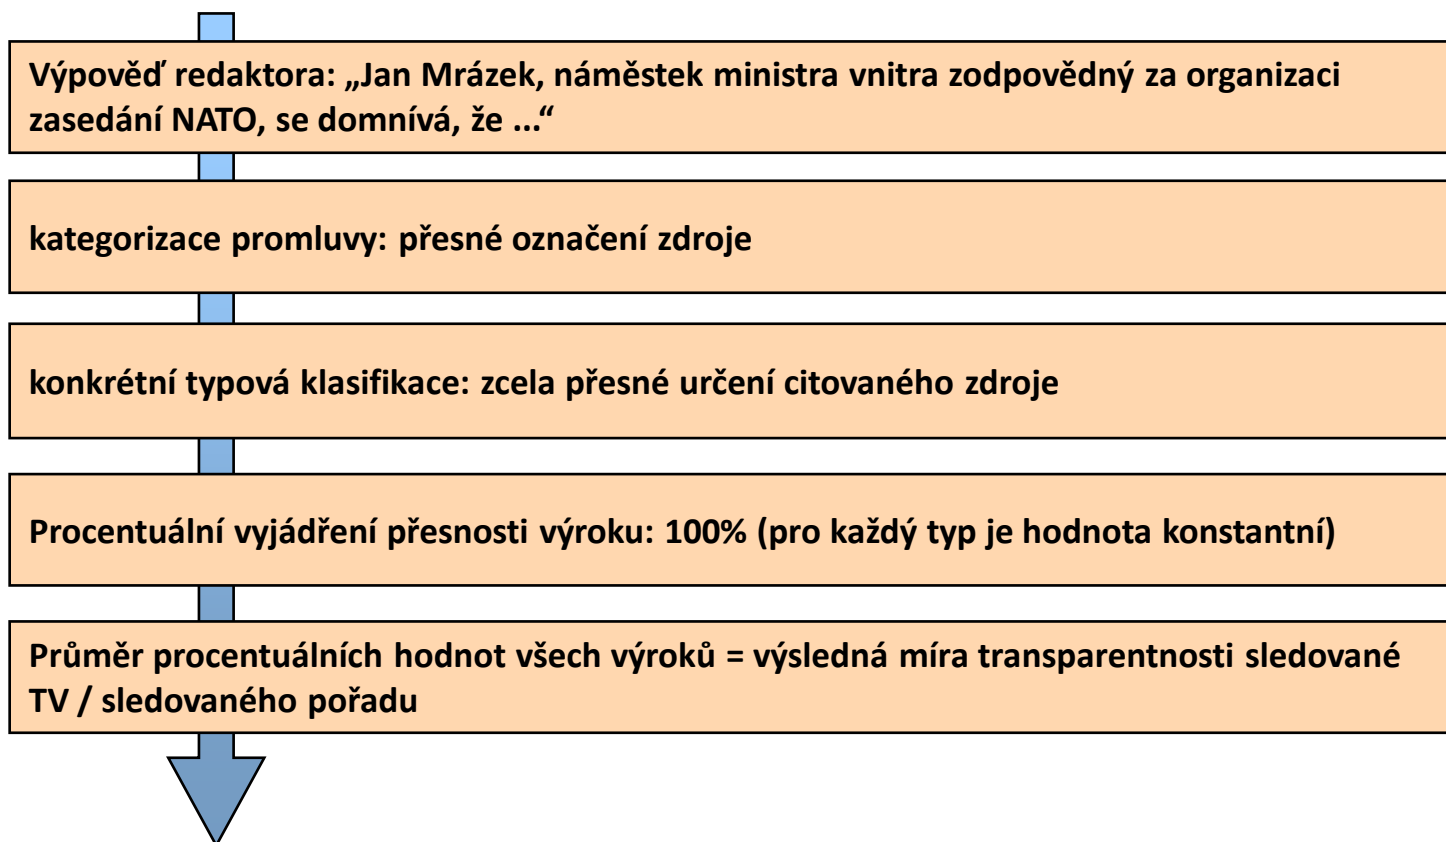 Výpověď redaktora: „Jan Mrázek, náměstek ministra vnitra zodpovědný za organizaci
zasedání NATO, se domnívá, že ...“
kategorizace promluvy: přesné označení zdroje
konkrétní typová klasifikace: zcela přesné určení citovaného zdroje
Procentuální vyjádření přesnosti výroku: 100% (pro každý typ je hodnota konstantní)
Průměr procentuálních hodnot všech výroků = výsledná míra transparentnosti sledované
TV / sledovaného pořadu